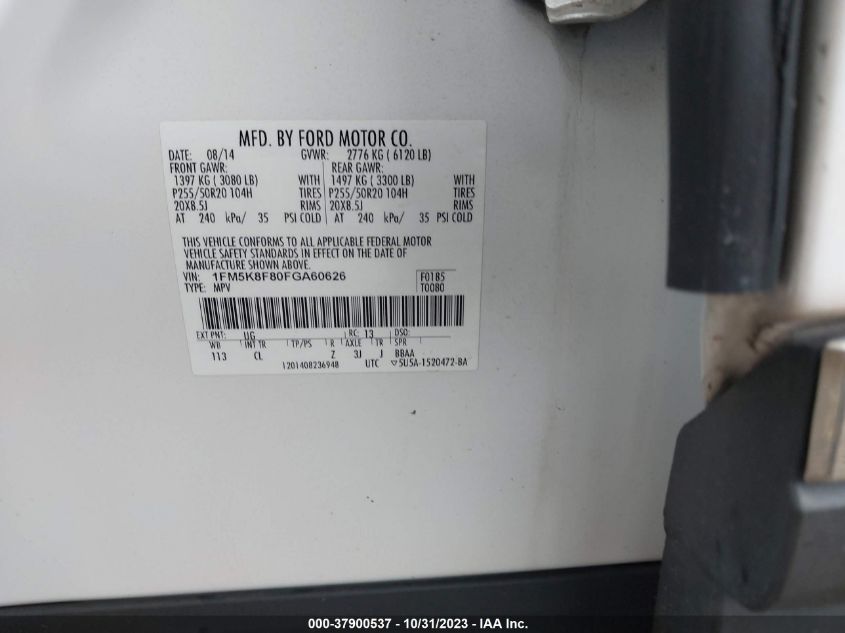 MFD. BY FORD MOTOR CO.
DATE: 08/14 GVWR: 2776 KG ( 6120 LB)
FRONT GAWR: REAR GAWR:
1397 KG ( 3080 LB) WITH 1497 KG ( 3300 LB) WITH
P255/50R20 104H TIRES P255/50R20 104H TIRES
20X8.5J RIMS 20X8.5J RIMS
AT 240 kPa/ 35 PSI COLD AT 240 kPa/ 35 PSI COLD
THIS VEHICLE CONFORMS TO ALL APPLICABLE FEDERAL MOTOR
VEHICLE SAFETY STANDARDS IN EFFECT ON THE DATE OF
MANUFACTURE SHOWN ABOVE.
VIN: 1FM5K8F80FGA60626 F0185
TYPE: MPV T0080
EXT PNT: UG RC: 13 DSO:
WB INT TR TP/PS R AXLE TR SPR
113 CL Z 3J J BBAA
1201408236948 UTC ▽5U5A-1520472-BA
000-37900537 - 10/31/2023 - IAA Inc.